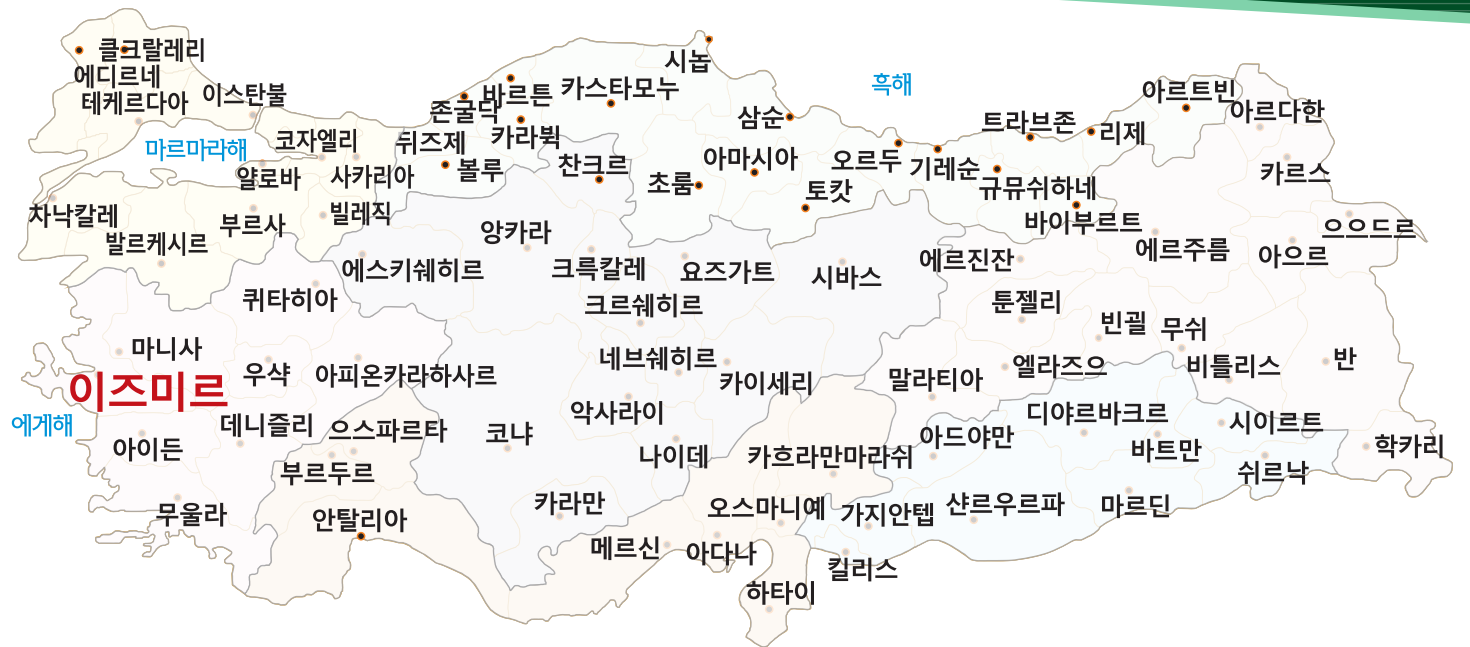 시놉
클크랄레리
에디르네
테케르다아
이스탄불
바르튼
카스타모누
흑해
아르트빈
아르다한
존굴닥
삼순
트라브존
리제
마르마라해
코자엘리
뒤즈제
카라뷕
얄로바
사카리아
볼루
찬크르
아마시아
오르두
기레순
카르스
초룸
토캇
규뮤쉬하네
차낙칼레
부르사
빌레직
바이부르트
으으드르
발르케시르
앙카라
에르주름
아으르
에스키쉐히르
크륵칼레
요즈가트
시바스
에르진잔
퀴타히아
크르쉐히르
툰젤리
빈괼
무쉬
마니사
네브쉐히르
반
이즈미르
우샥
아피온카라하사르
카이세리
말라티아
엘라즈으
비틀리스
에게해
데니즐리
으스파르타
악사라이
코냐
디야르바크르
시이르트
아이든
나이데
카흐라만마라쉬
아드야만
바트만
학카리
부르두르
쉬르낙
무울라
안탈리아
카라만
오스마니예
가지안텝
샨르우르파
마르딘
메르신
아다나
킬리스
하타이